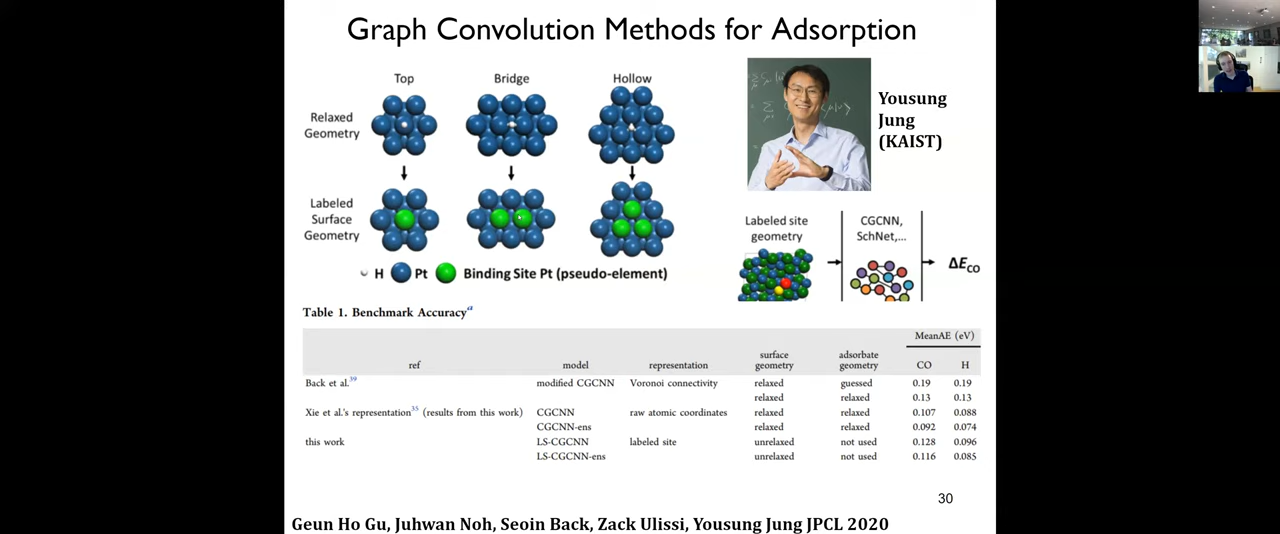 Graph Convolution Methods for Adsorption
Top Bridge Hollow
Relaxed
Geometry
Labeled
Surface
Geometry
H Pt Binding Site Pt (pseudo-element)
Yousung
Jung
(KAIST)
Labeled site
geometry
CGCNN,
SchNet,...
ΔE_CO
Table 1. Benchmark Accuracy^a
MeanAE (eV)
ref model representation surface geometry adsorbate geometry CO H
Back et al.^39 modified CGCNN Voronoi connectivity relaxed guessed 0.19 0.19
relaxed relaxed 0.13 0.13
Xie et al.'s representation^35 (results from this work) CGCNN raw atomic coordinates relaxed relaxed 0.107 0.088
CGCNN-ens relaxed relaxed 0.092 0.074
this work LS-CGCNN labeled site unrelaxed not used 0.128 0.096
LS-CGCNN-ens unrelaxed not used 0.116 0.085
30
Geun Ho Gu, Juhwan Noh, Seoin Back, Zack Ulissi, Yousung Jung JPCL 2020